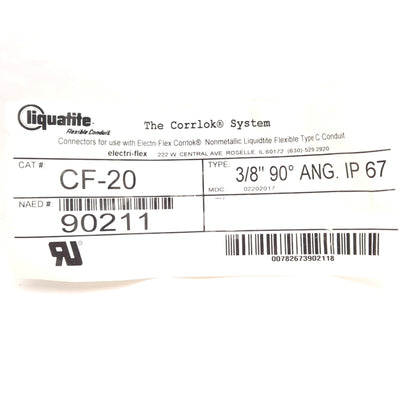 liquatite
Flexible Conduit
The Corrlok® System
Connectors for use with Electri-Flex Corrlok® Nonmetallic Liquidtite Flexible Type C Conduit
electri-flex 222 W. CENTRAL AVE. ROSELLE, IL 60172 (630) 529 2920
CAT #: CF-20
TYPE: 3/8" 90° ANG. IP 67
MDC 02202017
NAED #: 90211
00782673902118